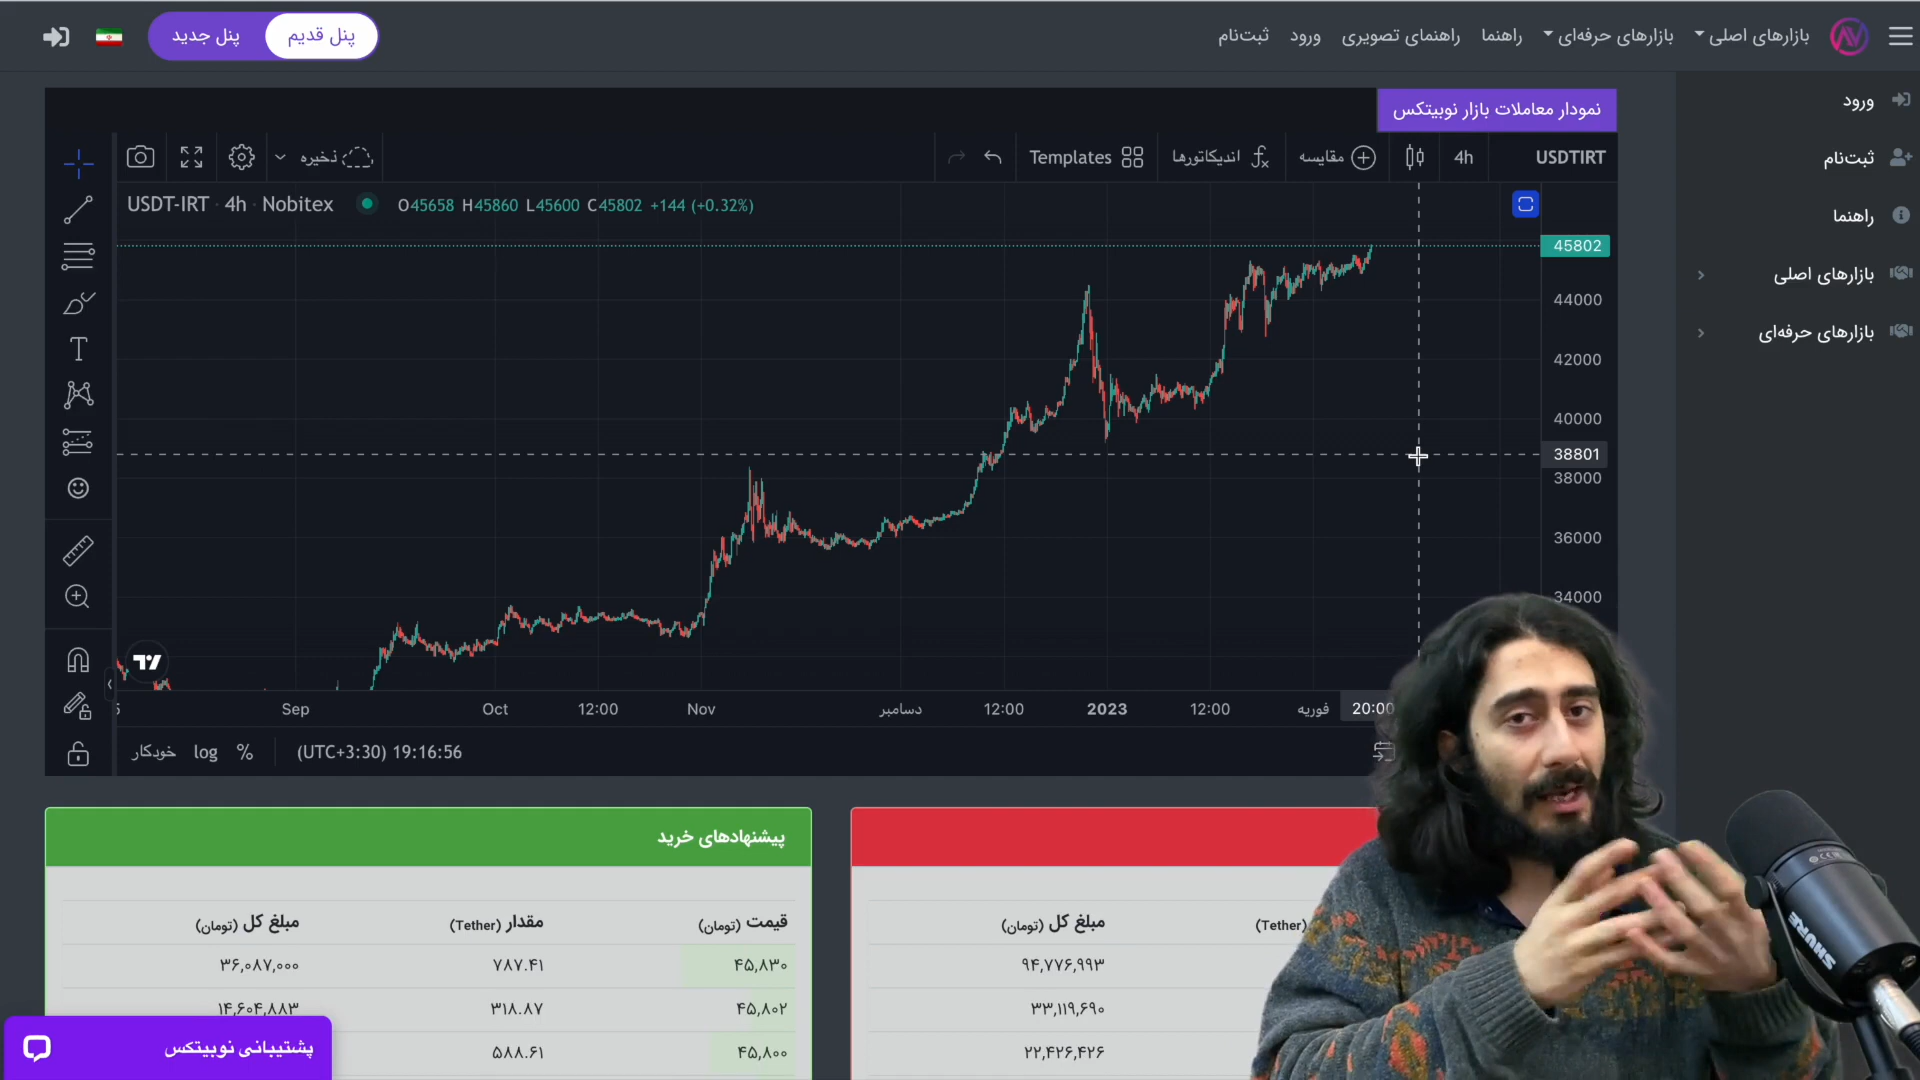 بازارهای اصلی
بازارهای حرفه‌ای
راهنما
راهنمای تصویری
ورود
ثبت‌نام
پنل قدیم
پنل جدید
ورود
ثبت‌نام
راهنما
بازارهای اصلی
بازارهای حرفه‌ای
نمودار معاملات بازار نوبیتکس
USDTIRT
4h
مقایسه
اندیکاتورها
Templates
ذخیره
USDT-IRT · 4h · Nobitex O45658 H45860 L45600 C45802 +144 (+0.32%)
45802
44000
42000
40000
38801
38000
36000
34000
Sep Oct 12:00 Nov دسامبر 12:00 2023 12:00 فوریه 20:00
خودکار log % 19:16:56 (UTC+3:30)
پیشنهادهای خرید
قیمت (تومان) مقدار (Tether) مبلغ کل (تومان)
۴۵,۸۳۰ ۷۸۷.۴۱ ۳۶,۰۸۷,۰۰۰
۴۵,۸۰۲ ۳۱۸.۸۷ ۱۴,۶۰۴,۸۸۳
۴۵,۸۰۰ ۵۸۸.۶۱
(Tether) مبلغ کل (تومان)
۹۴,۷۷۶,۹۹۳
۳۳,۱۱۹,۶۹۰
۲۲,۴۲۶,۴۲۶
پشتیبانی نوبیتکس
SHURE